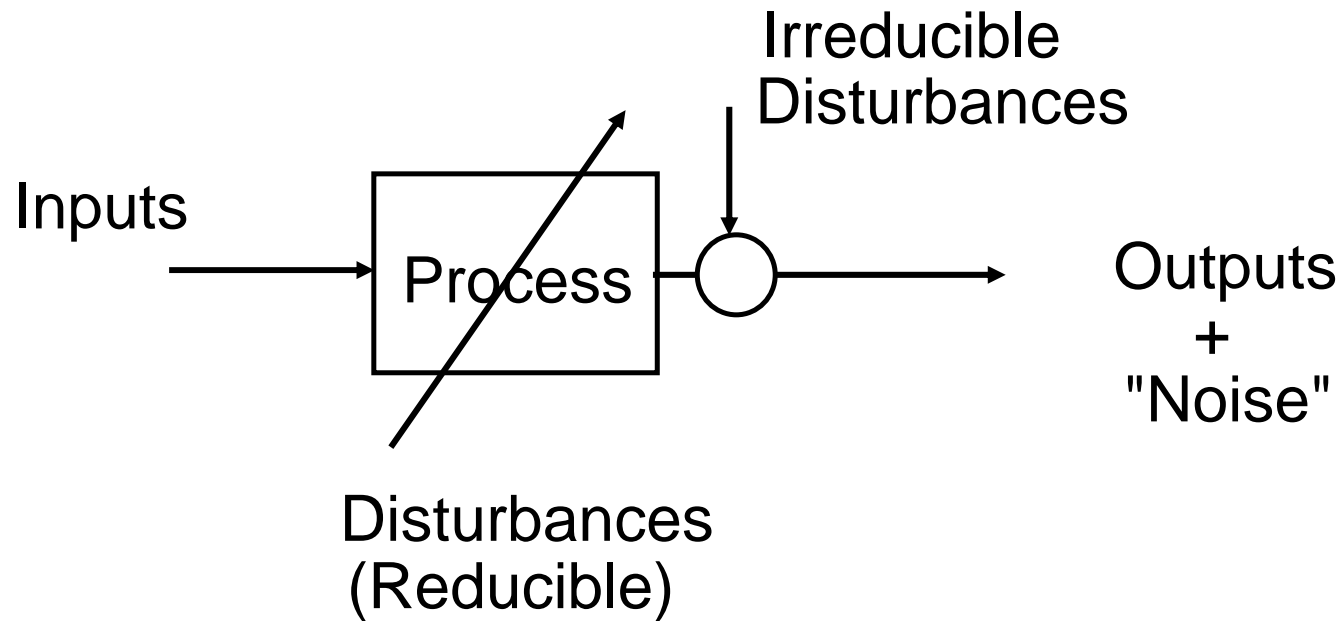 Irreducible
Disturbances
Inputs
Process
Outputs
+
"Noise"
Disturbances
(Reducible)